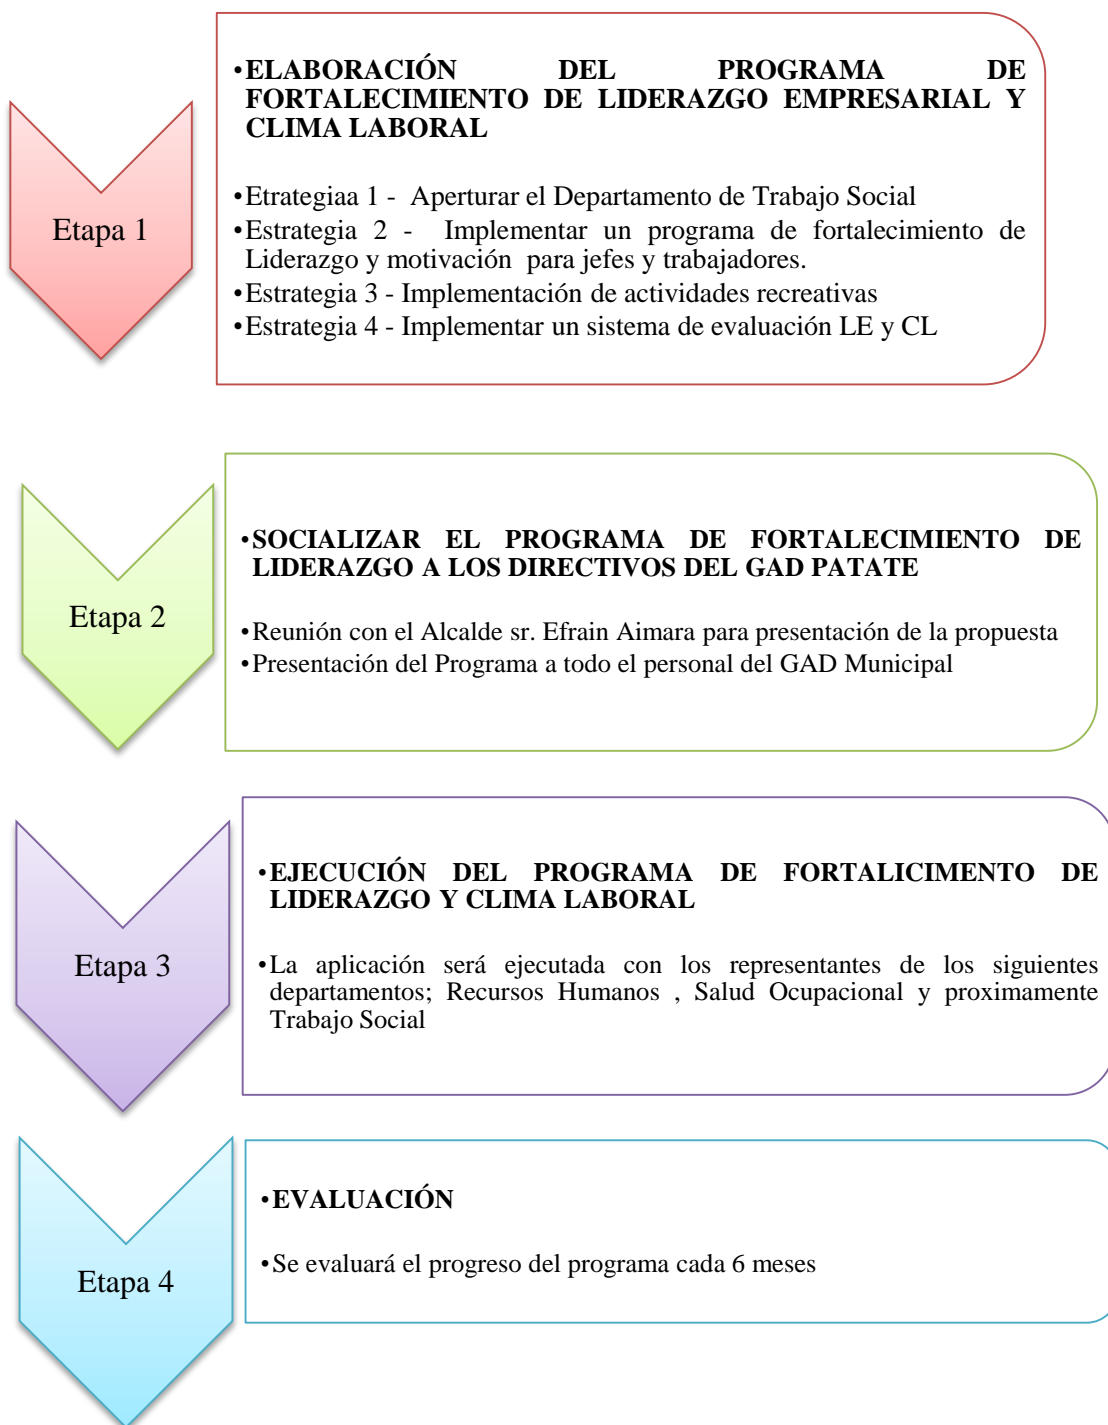 Etapa 1
•ELABORACIÓN DEL PROGRAMA DE
FORTALECIMIENTO DE LIDERAZGO EMPRESARIAL Y
CLIMA LABORAL
•Etrategiaa 1 - Aperturar el Departamento de Trabajo Social
•Estrategia 2 - Implementar un programa de fortalecimiento de
Liderazgo y motivación para jefes y trabajadores.
•Estrategia 3 - Implementación de actividades recreativas
•Estrategia 4 - Implementar un sistema de evaluación LE y CL
Etapa 2
•SOCIALIZAR EL PROGRAMA DE FORTALECIMIENTO DE
LIDERAZGO A LOS DIRECTIVOS DEL GAD PATATE
•Reunión con el Alcalde sr. Efrain Aimara para presentación de la propuesta
•Presentación del Programa a todo el personal del GAD Municipal
Etapa 3
•EJECUCIÓN DEL PROGRAMA DE FORTALICIMENTO DE
LIDERAZGO Y CLIMA LABORAL
•La aplicación será ejecutada con los representantes de los siguientes
departamentos; Recursos Humanos , Salud Ocupacional y proximamente
Trabajo Social
Etapa 4
•EVALUACIÓN
•Se evaluará el progreso del programa cada 6 meses